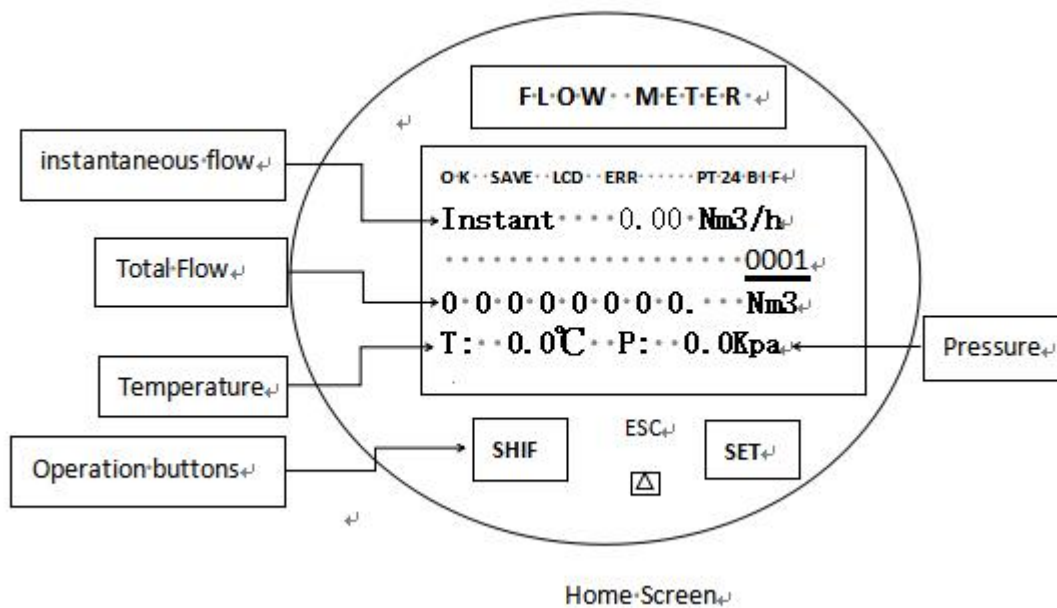 FLOW METER
instantaneous flow
OK SAVE LCD ERR PT 24 BIF
Instant 0.00 Nm3/h
0001
Total Flow
0 0 0 0 0 0 0 0. Nm3
T: 0.0℃ P: 0.0Kpa
Pressure
Temperature
Operation buttons
SHIF
ESC
SET
Home Screen